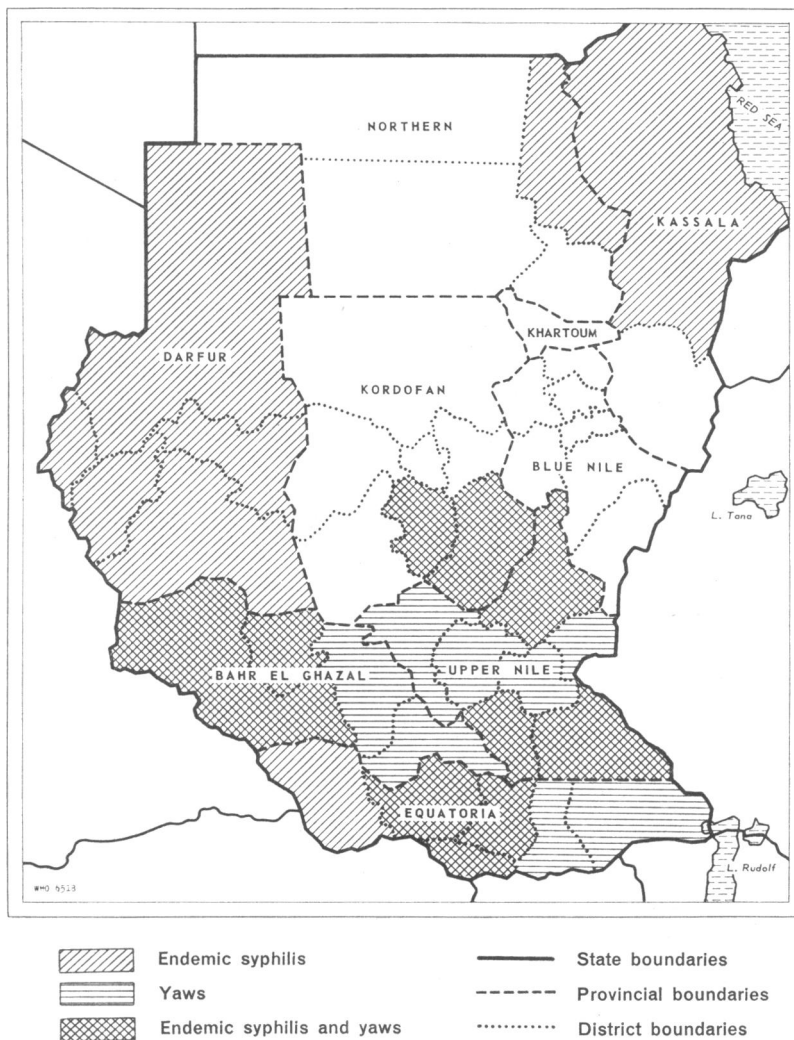 NORTHERN
RED SEA
KASSALA
KHARTOUM
DARFUR
KORDOFAN
BLUE NILE
L. Tana
BAHR EL GHAZAL
UPPER NILE
EQUATORIA
L. Rudolf
WHO 6513
Endemic syphilis
State boundaries
Yaws
Provincial boundaries
Endemic syphilis and yaws
District boundaries